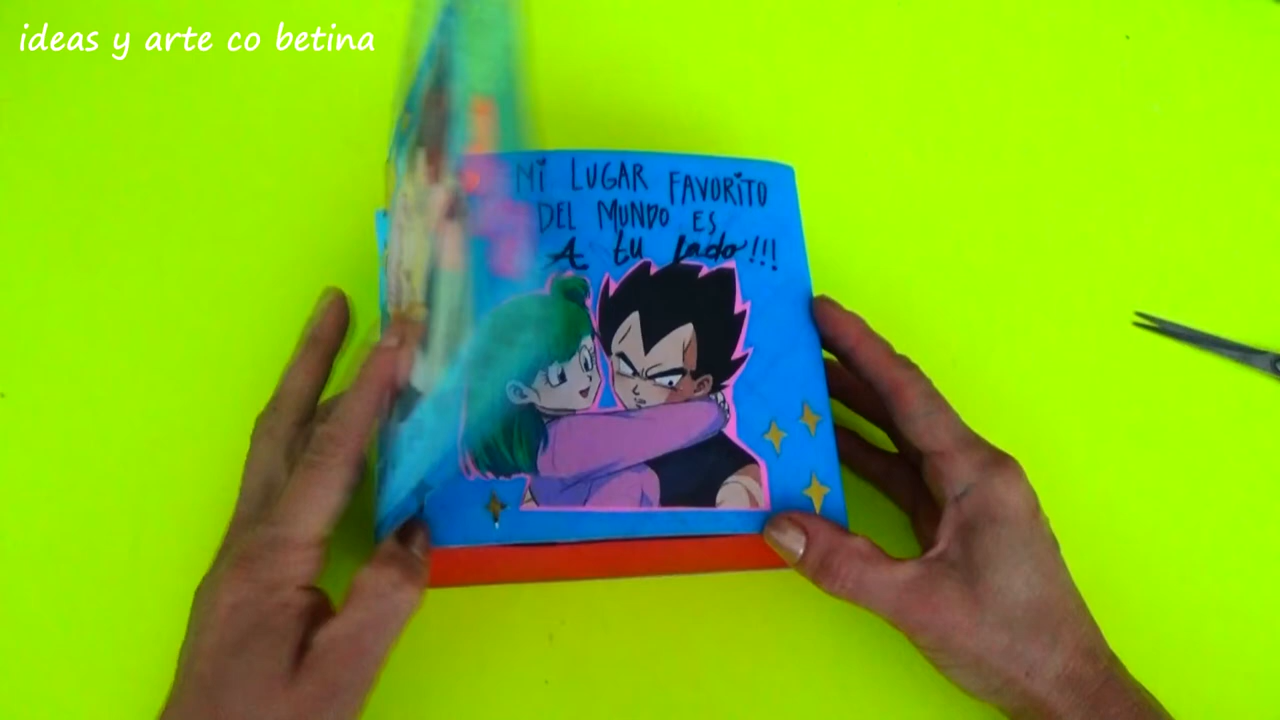 ideas y arte co betina
Mi LUGAR FAVORITO
DEL MUNDO ES
A tu lado!!!